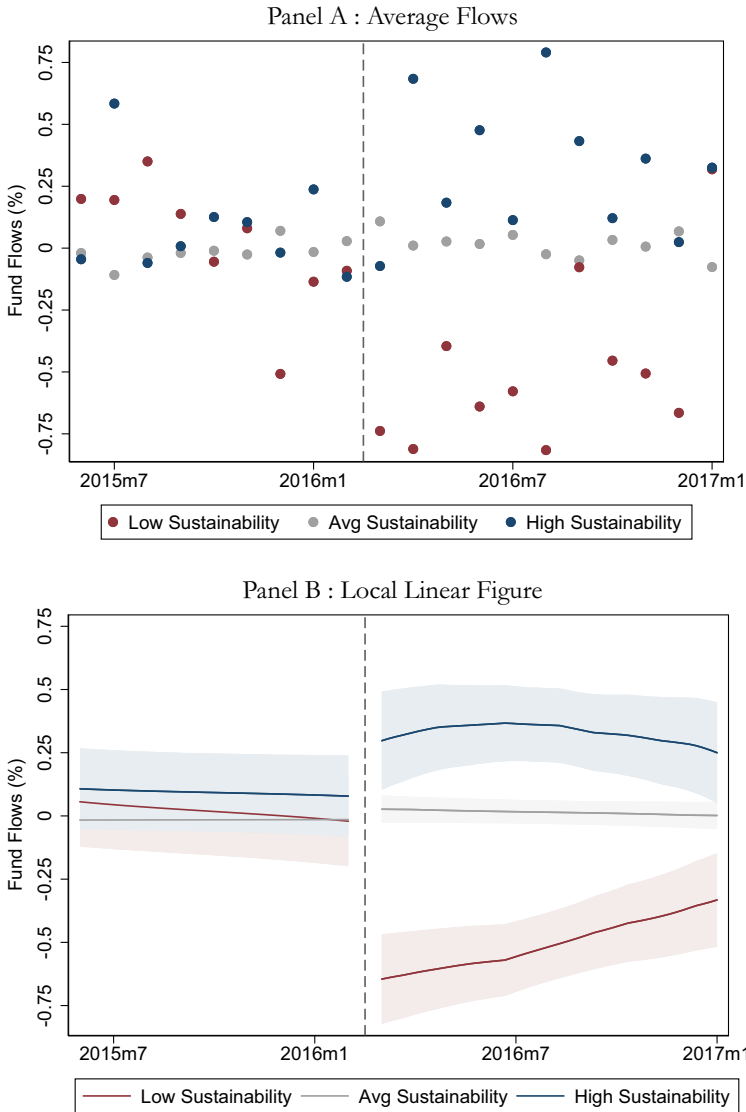 Panel A : Average Flows
Fund Flows (%)
0.75
0.5
0.25
0
-0.25
-0.5
-0.75
2015m7
2016m1
2016m7
2017m1
Low Sustainability
Avg Sustainability
High Sustainability
Panel B : Local Linear Figure
Fund Flows (%)
0.75
0.5
0.25
0
-0.25
-0.5
-0.75
2015m7
2016m1
2016m7
2017m1
Low Sustainability
Avg Sustainability
High Sustainability